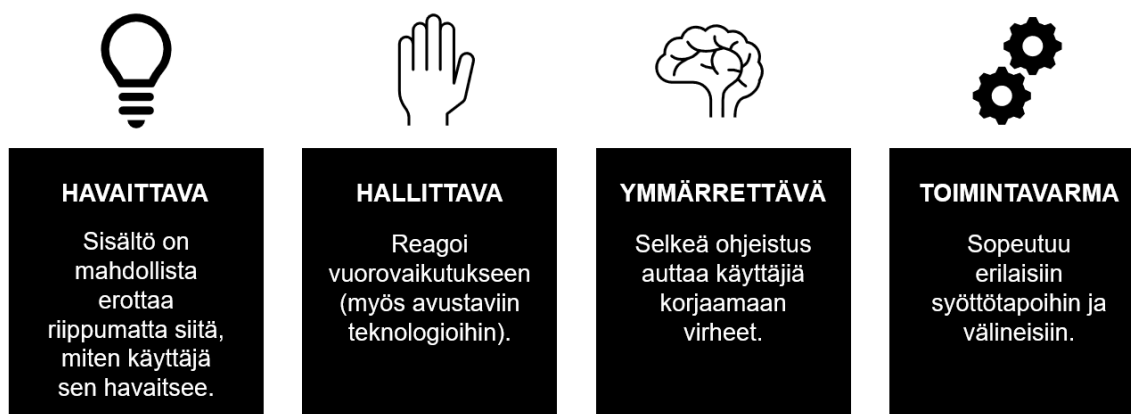 HAVAITTAVA
Sisältö on
mahdollista
erottaa
riippumatta siitä,
miten käyttäjä
sen havaitsee.
HALLITTAVA
Reagoi
vuorovaikutukseen
(myös avustaviin
teknologioihin).
YMMÄRRETTÄVÄ
Selkeä ohjeistus
auttaa käyttäjiä
korjaamaan
virheet.
TOIMINTAVARMA
Sopeutuu
erilaisiin
syöttötapoihin ja
välineisiin.